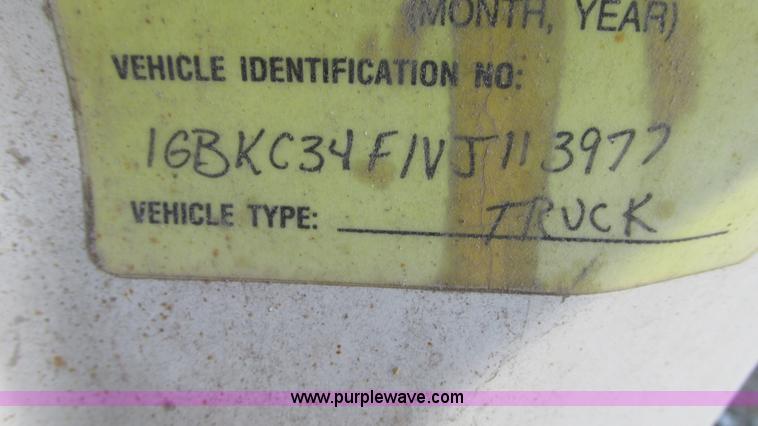 (MONTH, YEAR)
VEHICLE IDENTIFICATION NO:
1GBKC34F1VJ113977
VEHICLE TYPE: TRUCK
www.purplewave.com